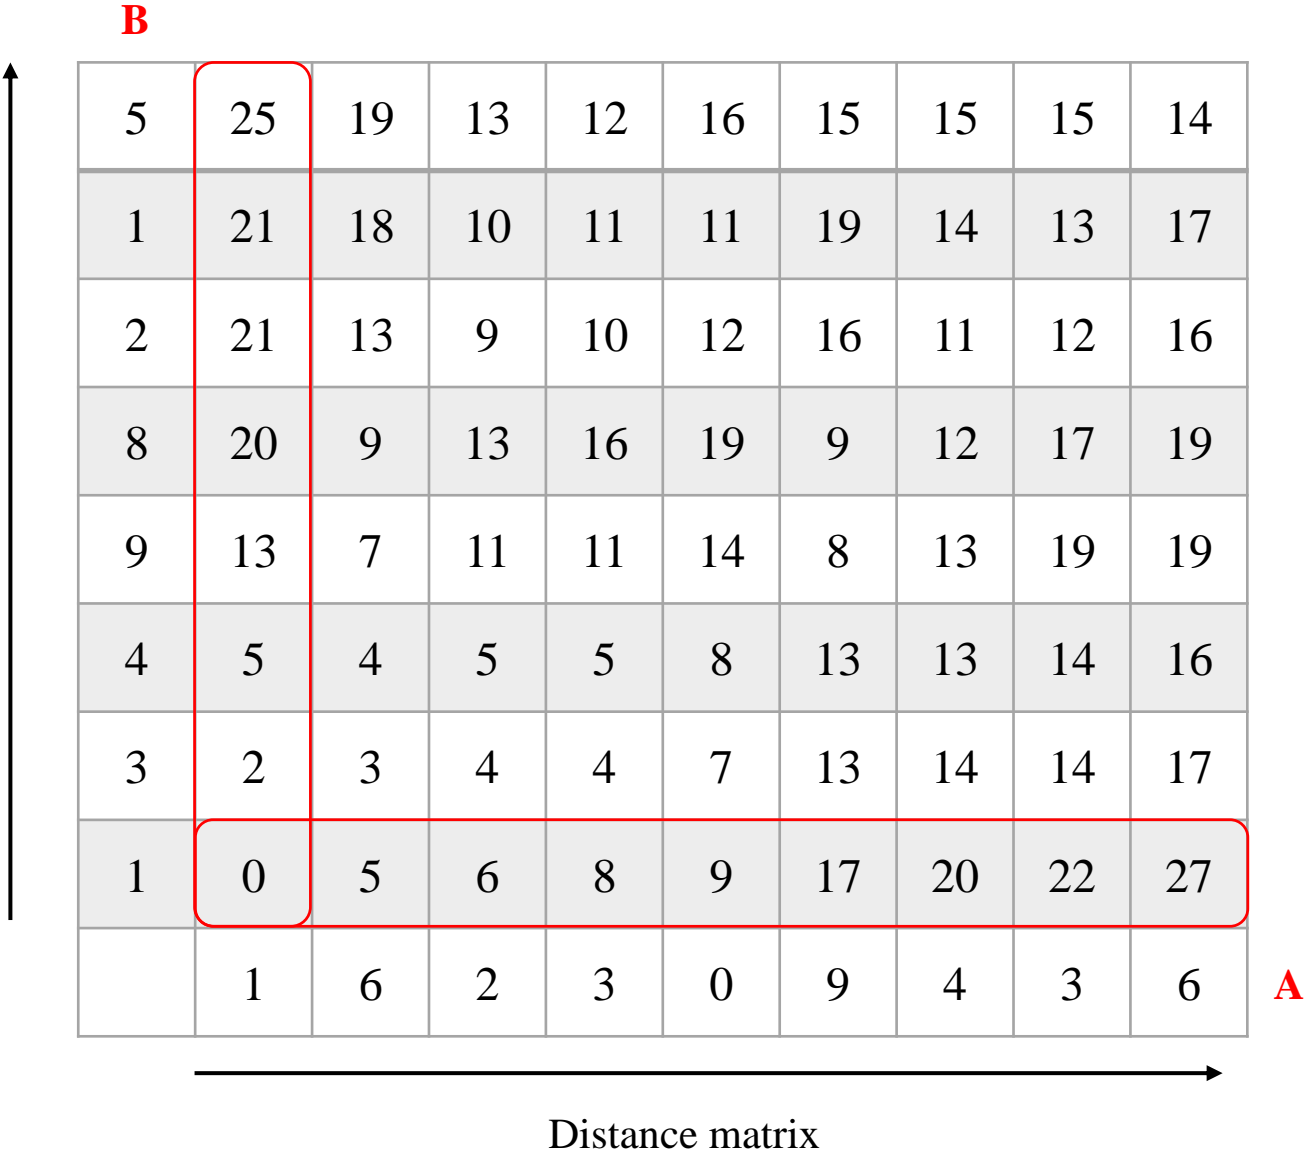 B
5 25 19 13 12 16 15 15 15 14
1 21 18 10 11 11 19 14 13 17
2 21 13 9 10 12 16 11 12 16
8 20 9 13 16 19 9 12 17 19
9 13 7 11 11 14 8 13 19 19
4 5 4 5 5 8 13 13 14 16
3 2 3 4 4 7 13 14 14 17
1 0 5 6 8 9 17 20 22 27
1 6 2 3 0 9 4 3 6 A
Distance matrix